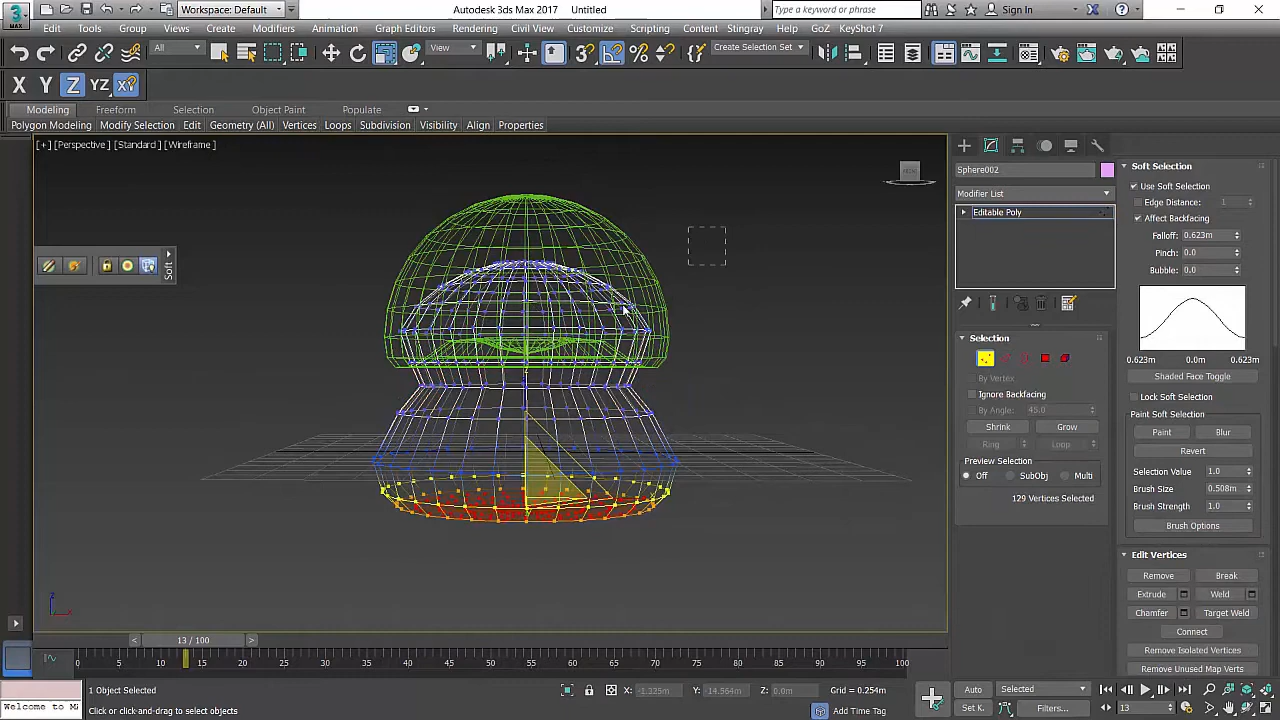 Workspace: Default
Autodesk 3ds Max 2017 Untitled
Type a keyword or phrase
Sign In
MAX
Edit Tools Group Views Create Modifiers Animation Graph Editors Rendering Civil View Customize Scripting Content Stragray Help GoZ KeyShot 7
All
View
Create Selection Set
X Y Z YZ XY
Modeling Freeform Selection Object Paint Populate
Polygon Modeling Modify Selection Edit Geometry (All) Vertices Loops Subdivision Visibility Align Properties
[+] [Perspective ] [Standard ] [Wireframe ]
Soft
Sphere002
Modifier List
Editable Poly
Selection
By Vertex
Ignore Backfacing
By Angle: 45.0
Shrink Grow
Ring Loop
Preview Selection
Off SubObj Multi
129 Vertices Selected
Soft Selection
Use Soft Selection
Edge Distance: 1
Affect Backfacing
Falloff: 0.623m
Pinch: 0.0
Bubble: 0.0
0.623m 0.0m 0.623m
Shaded Face Toggle
Lock Soft Selection
Paint Soft Selection
Paint Blur
Revert
Selection Value 1.0
Brush Size 0.508m
Brush Strength 1.0
Brush Options
Edit Vertices
Remove Break
Extrude Weld
Chamfer Target Weld
Connect
Remove Isolated Vertices
Remove Unused Map Verts
z x
< 13 / 100 >
0 5 10 15 20 25 30 35 40 45 50 55 60 65 70 75 80 85 90 95 100
1 Object Selected
X: -1.325m Y: -14.564m Z: 0.0m Grid = 0.254m
Auto Selected
Welcome to M
Click or click-and-drag to select objects
Add Time Tag
Set K. Filters... 13